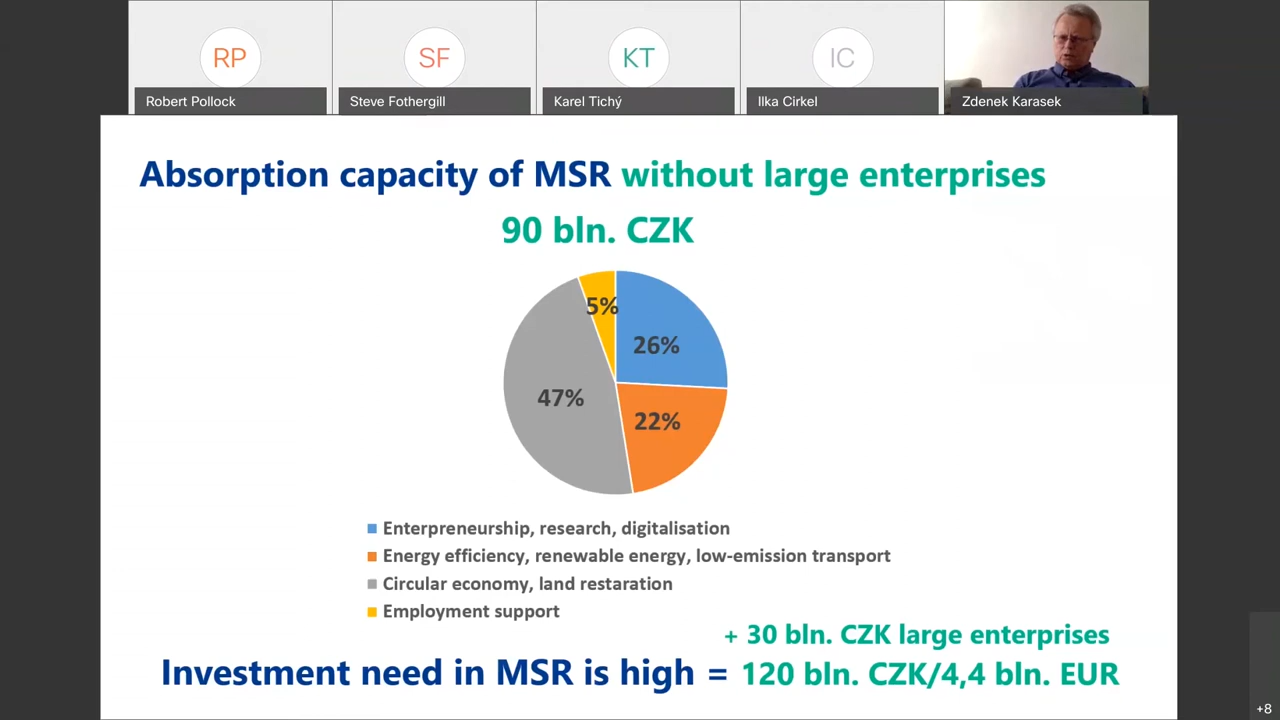 RP
SF
KT
IC
Robert Pollock
Steve Fothergill
Karel Tichý
Ilka Cirkel
Zdenek Karasek
Absorption capacity of MSR without large enterprises
90 bln. CZK
5%
26%
47%
22%
Enterpreneurship, research, digitalisation
Energy efficiency, renewable energy, low-emission transport
Circular economy, land restaration
Employment support
+ 30 bln. CZK large enterprises
Investment need in MSR is high = 120 bln. CZK/4,4 bln. EUR
+8